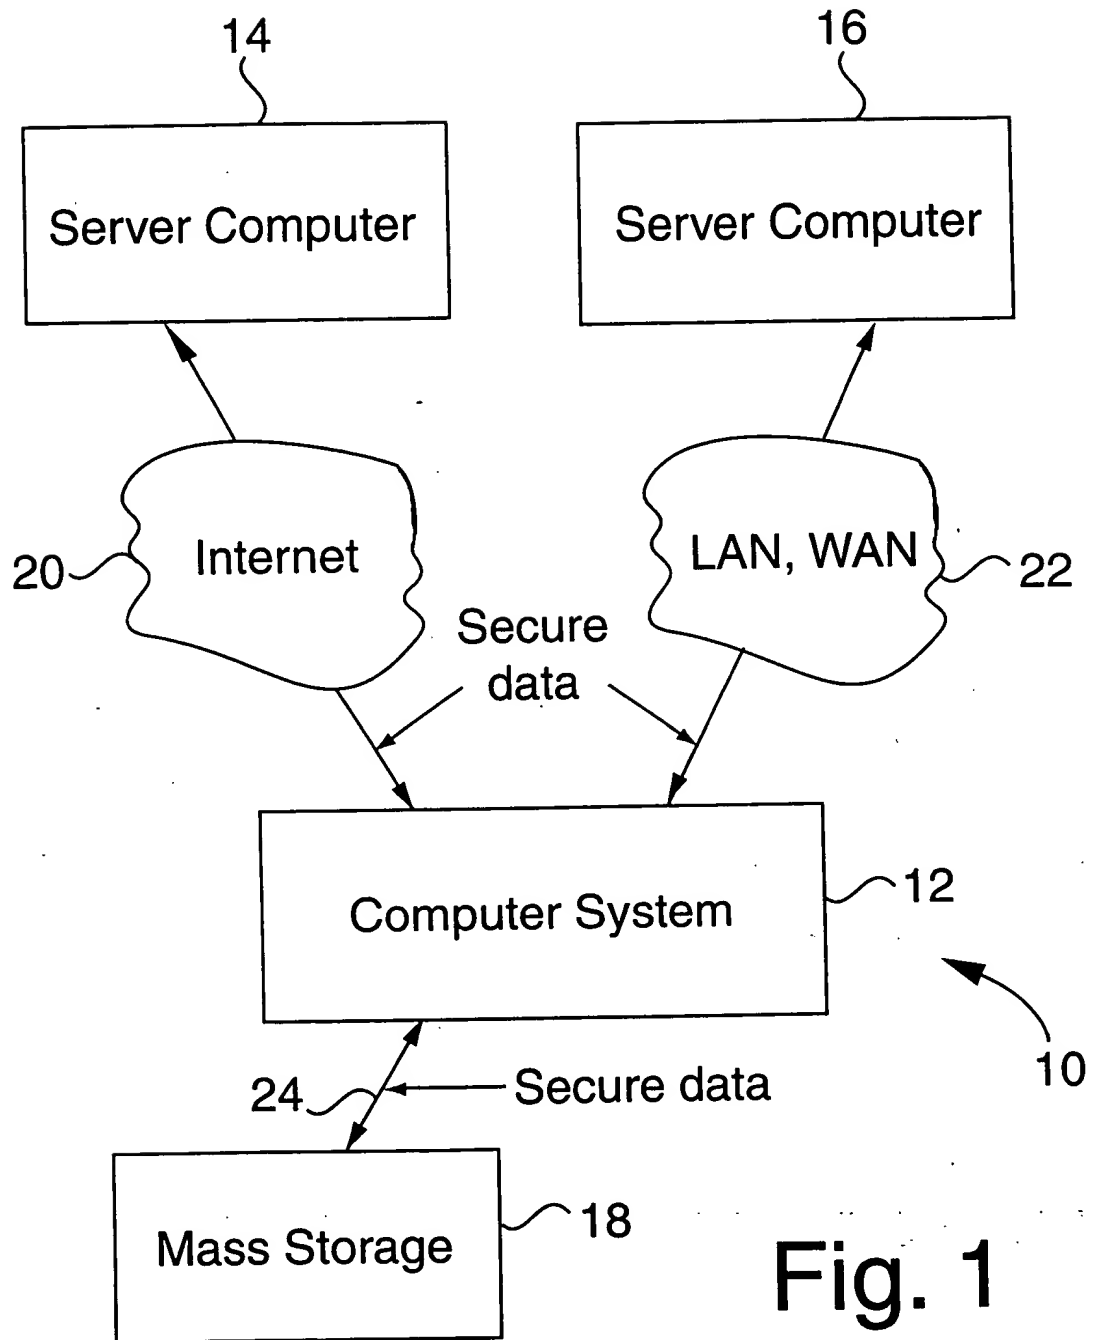 14
16
Server Computer
Server Computer
20
Internet
LAN, WAN
22
Secure
data
Computer System
12
10
24
Secure data
Mass Storage
18
Fig. 1